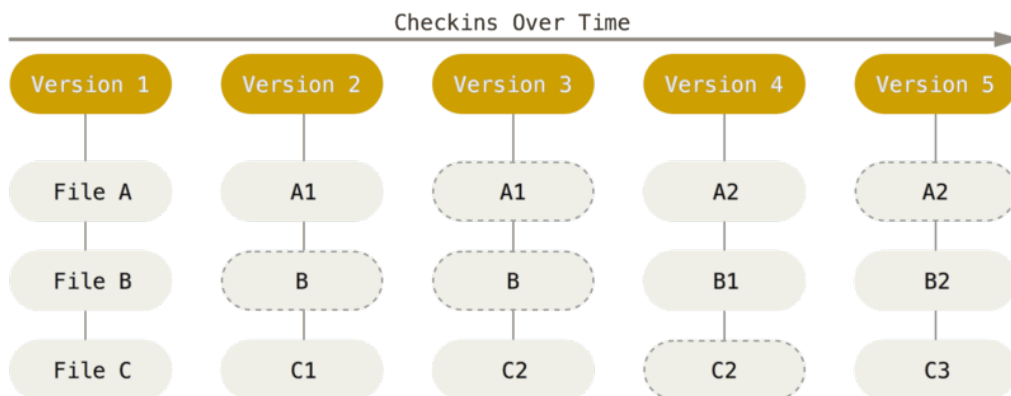 Checkins Over Time
Version 1 Version 2 Version 3 Version 4 Version 5
File A A1 A1 A2 A2
File B B B B1 B2
File C C1 C2 C2 C3